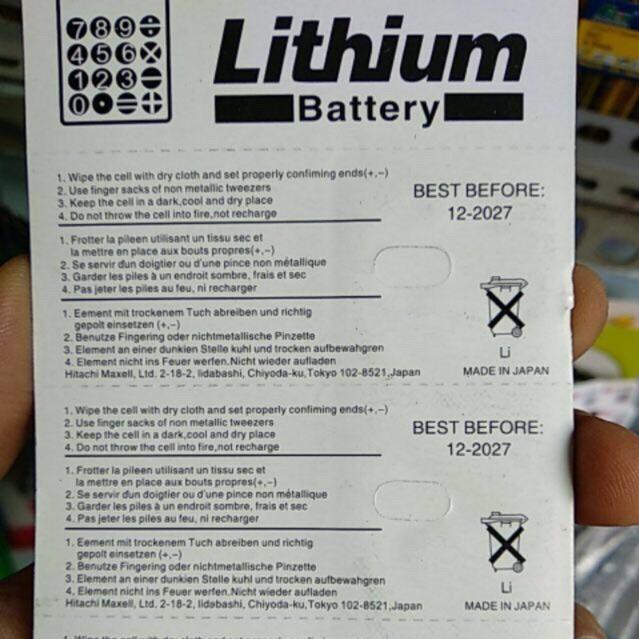 7 8 9 ÷
4 5 6 ×
1 2 3 −
0 • = +
Lithium
Battery
1. Wipe the cell with dry cloth and set properly confiming ends(+,−)
2. Use finger sacks of non metallic tweezers
3. Keep the cell in a dark,cool and dry place
4. Do not throw the cell into fire,not recharge
BEST BEFORE:
12-2027
1. Frotter la pileen utilisant un tissu sec et
la mettre en place aux bouts propres(+,−)
2. Se servir dun doigtier ou d'une pince non métallique
3. Garder les piles à un endroit sombre, frais et sec
4. Pas jeter les piles au feu, ni recharger
1. Eement mit trockenem Tuch abreiben und richtig
gepolt einsetzen (+,−)
2. Benutze Fingering oder nichtmetallische Pinzette
3. Element an einer dunkien Stelle kuhl und trocken aufbewahgren
4. Element nicht ins Feuer werfen.Nicht wieder aufladen
Hitachi Maxell, Ltd. 2-18-2, Iidabashi, Chiyoda-ku,Tokyo 102-8521,Japan
Li
MADE IN JAPAN
1. Wipe the cell with dry cloth and set properly confiming ends(+,−)
2. Use finger sacks of non metallic tweezers
3. Keep the cell in a dark,cool and dry place
4. Do not throw the cell into fire,not recharge
BEST BEFORE:
12-2027
1. Frotter la pileen utilisant un tissu sec et
la mettre en place aux bouts propres(+,−)
2. Se servir dun doigtier ou d'une pince non métallique
3. Garder les piles à un endroit sombre, frais et sec
4. Pas jeter les piles au feu, ni recharger
1. Eement mit trockenem Tuch abreiben und richtig
gepolt einsetzen (+,−)
2. Benutze Fingering oder nichtmetallische Pinzette
3. Element an einer dunkien Stelle kuhl und trocken aufbewahgren
4. Element nicht ins Feuer werfen.Nicht wieder aufladen
Hitachi Maxell, Ltd. 2-18-2, Iidabashi, Chiyoda-ku,Tokyo 102-8521,Japan
Li
MADE IN JAPAN